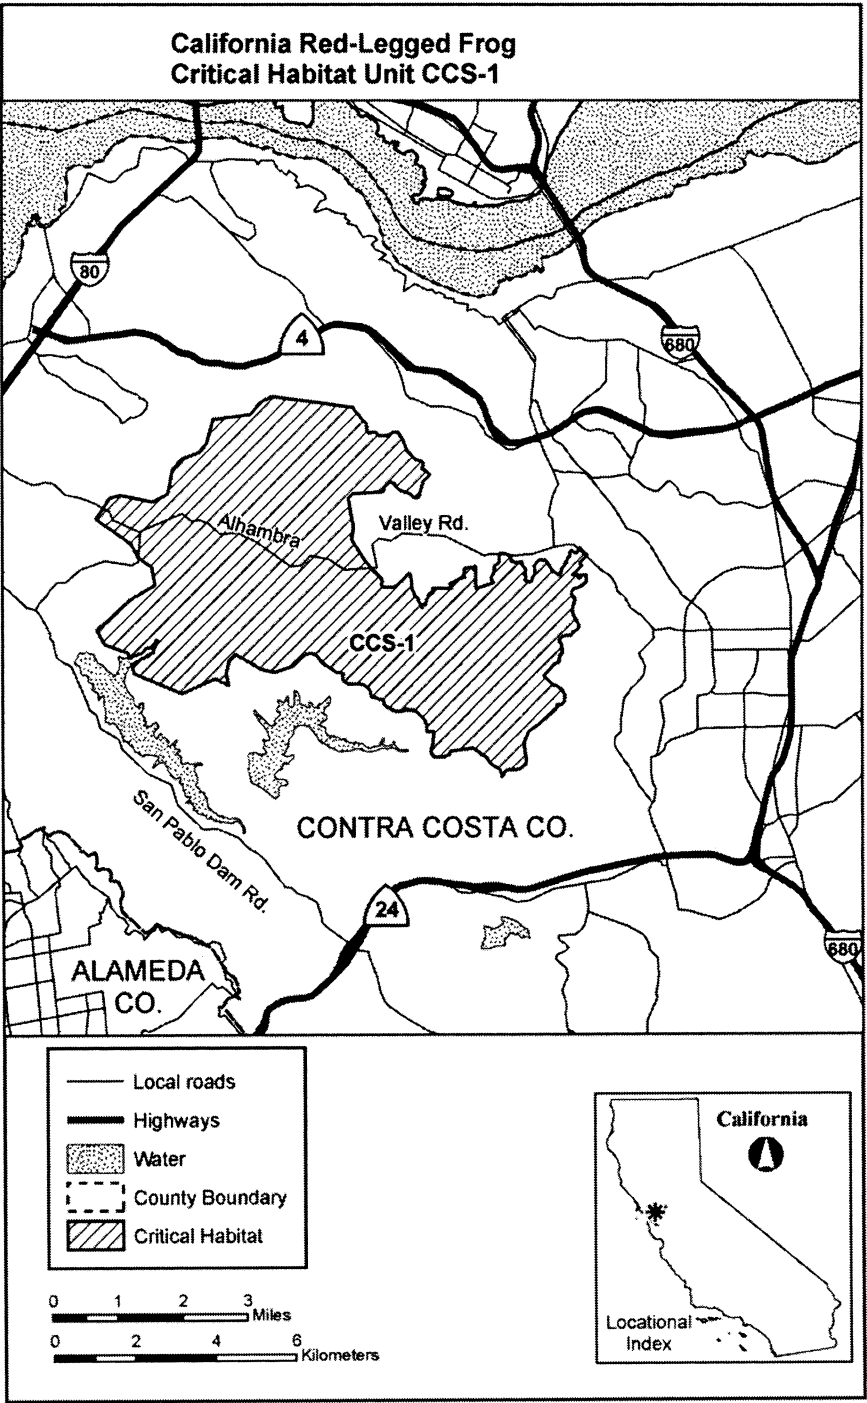 California Red-Legged Frog
Critical Habitat Unit CCS-1
80
4
680
Alhambra
Valley Rd.
CCS-1
San Pablo Dam Rd.
CONTRA COSTA CO.
24
680
ALAMEDA
CO.
Local roads
Highways
Water
County Boundary
Critical Habitat
0 1 2 3
Miles
0 2 4 6
Kilometers
California
Locational
Index